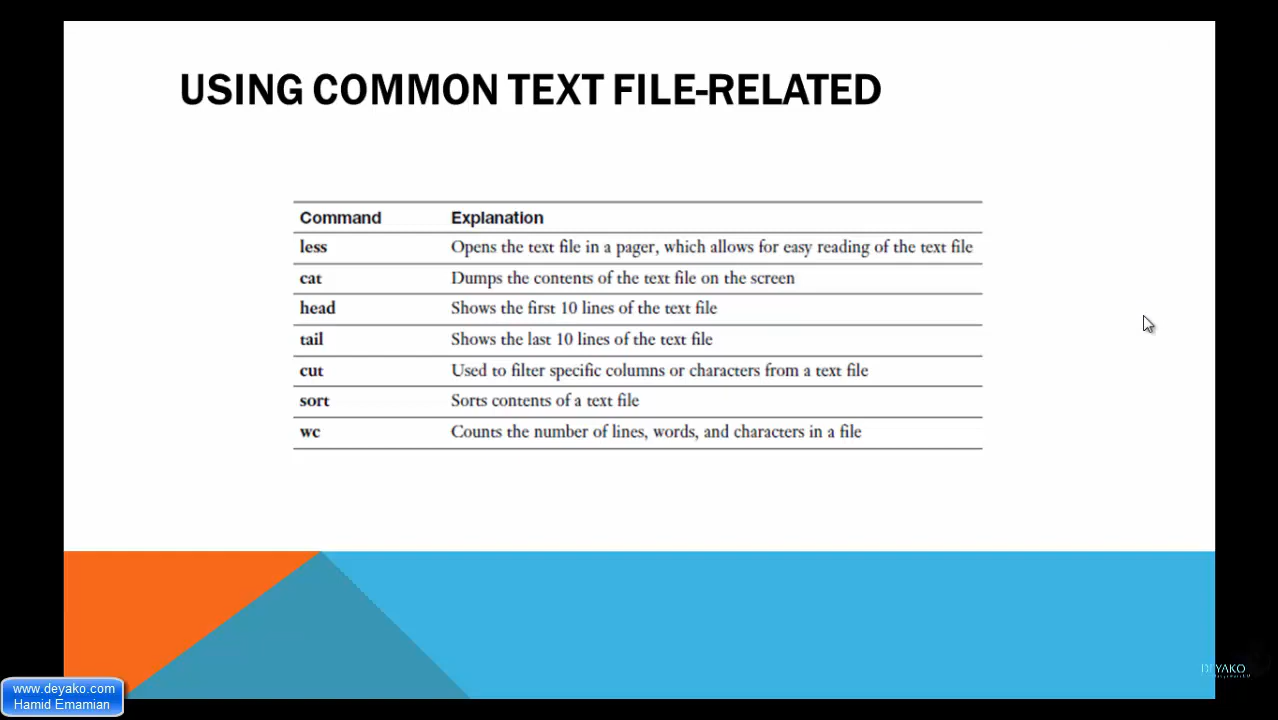 USING COMMON TEXT FILE-RELATED
Command Explanation
less Opens the text file in a pager, which allows for easy reading of the text file
cat Dumps the contents of the text file on the screen
head Shows the first 10 lines of the text file
tail Shows the last 10 lines of the text file
cut Used to filter specific columns or characters from a text file
sort Sorts contents of a text file
wc Counts the number of lines, words, and characters in a file
DEYAKO
www.deyako.com
Hamid Emamian